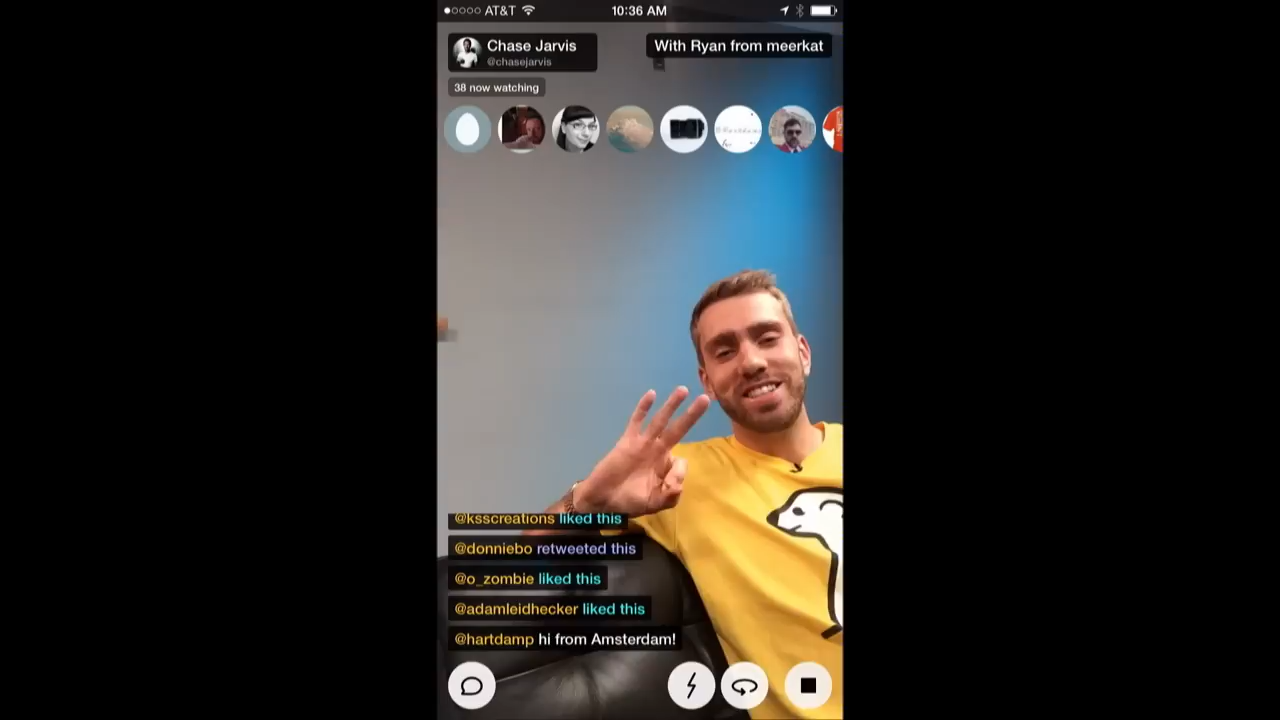 AT&T
10:36 AM
Chase Jarvis
@chasejarvis
With Ryan from meerkat
38 now watching
@ksscreations liked this
@donniebo retweeted this
@o_zombie liked this
@adamleidhecker liked this
@hartdamp hi from Amsterdam!